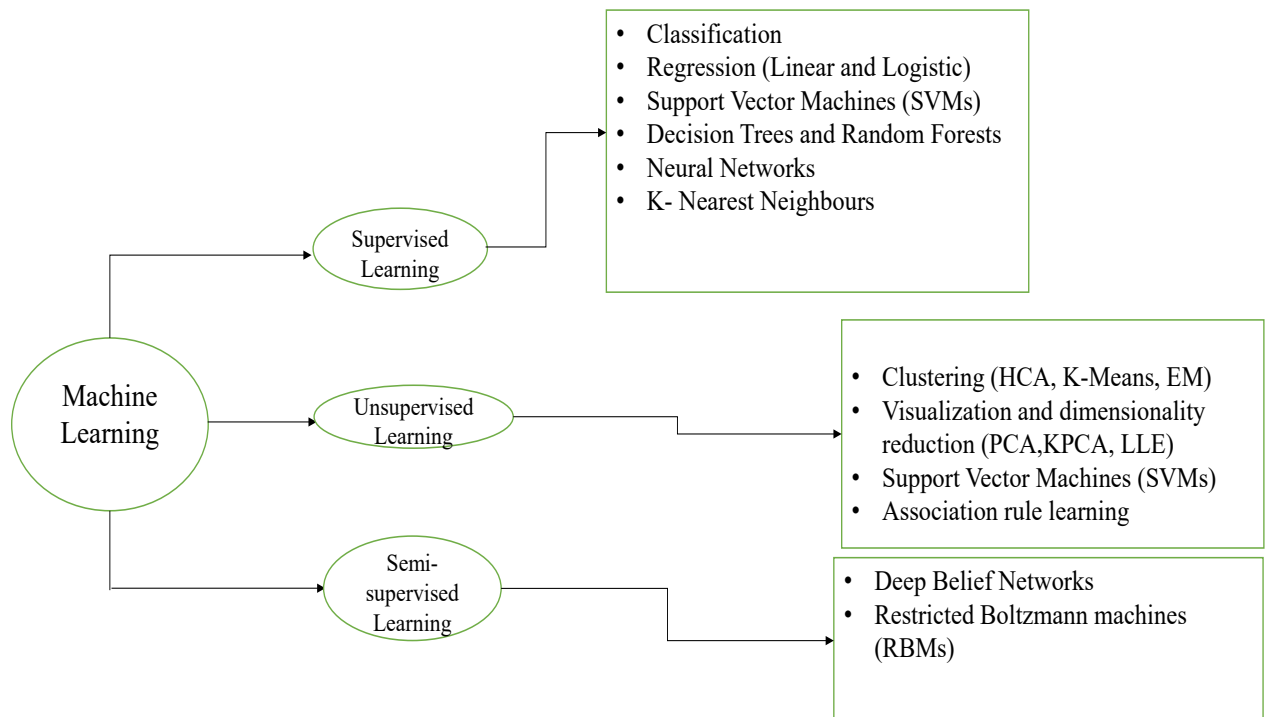 Machine
Learning
Supervised
Learning
• Classification
• Regression (Linear and Logistic)
• Support Vector Machines (SVMs)
• Decision Trees and Random Forests
• Neural Networks
• K- Nearest Neighbours
Unsupervised
Learning
• Clustering (HCA, K-Means, EM)
• Visualization and dimensionality
reduction (PCA,KPCA, LLE)
• Support Vector Machines (SVMs)
• Association rule learning
Semi-
supervised
Learning
• Deep Belief Networks
• Restricted Boltzmann machines
(RBMs)